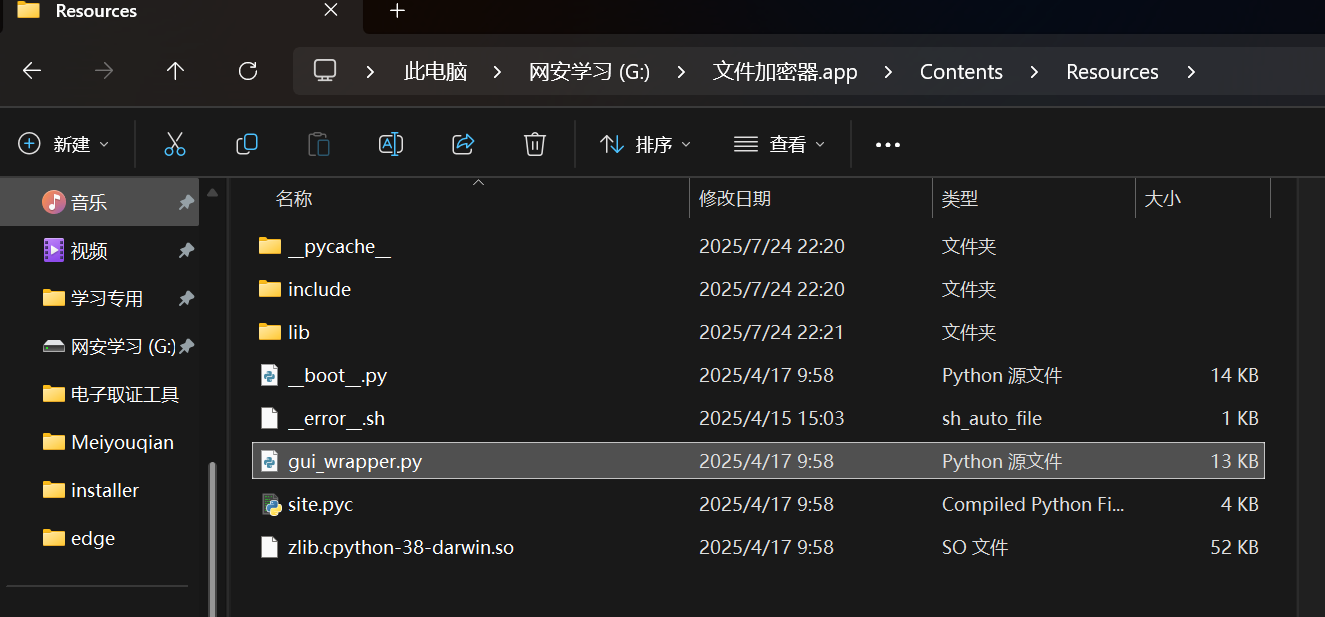 Resources
此电脑 网安学习 (G:) 文件加密器.app Contents Resources
新建 排序 查看
名称 修改日期 类型 大小
音乐
视频
学习专用
网安学习 (G:)
电子取证工具
Meiyouqian
installer
edge
__pycache__ 2025/7/24 22:20 文件夹
include 2025/7/24 22:20 文件夹
lib 2025/7/24 22:21 文件夹
__boot__.py 2025/4/17 9:58 Python 源文件 14 KB
__error__.sh 2025/4/15 15:03 sh_auto_file 1 KB
gui_wrapper.py 2025/4/17 9:58 Python 源文件 13 KB
site.pyc 2025/4/17 9:58 Compiled Python Fi... 4 KB
zlib.cpython-38-darwin.so 2025/4/17 9:58 SO 文件 52 KB